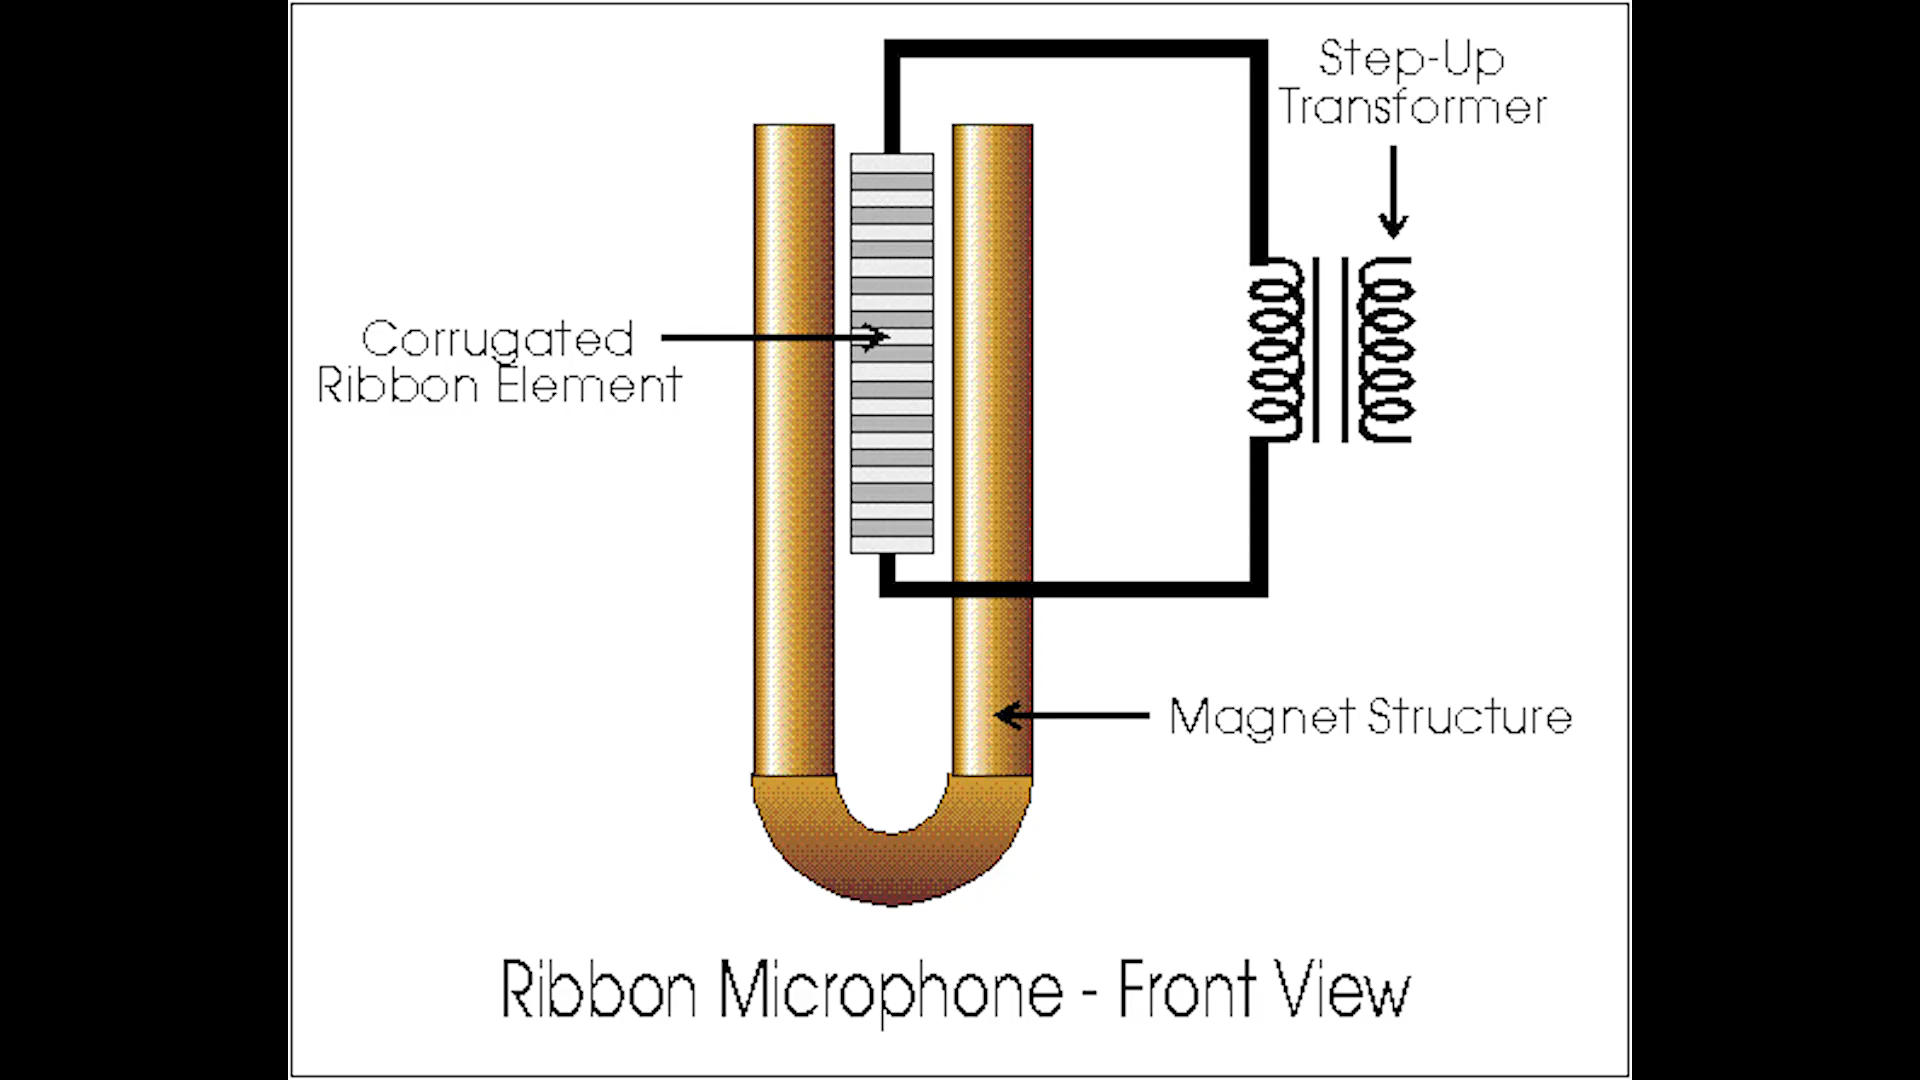 Step-Up
Transformer
Corrugated
Ribbon Element
Magnet Structure
Ribbon Microphone - Front View